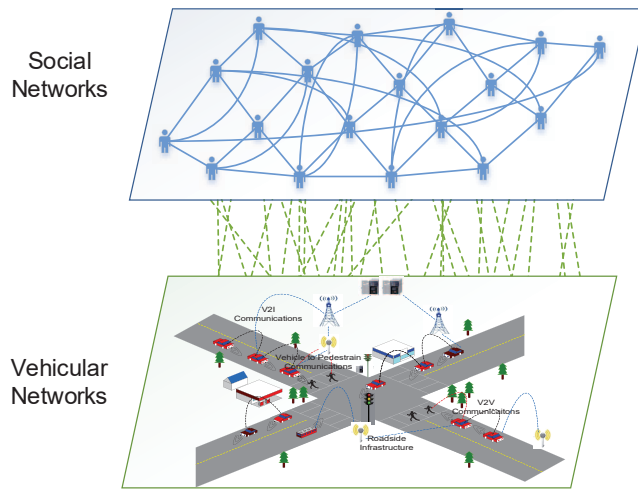 Social
Networks
V2I
Communications
Vehicle to Pedestrain
Communications
Vehicular
Networks
V2V
Communicaitons
Roadside
Infrastructure